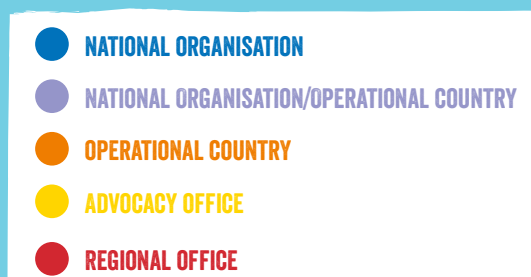 NATIONAL ORGANISATION
NATIONAL ORGANISATION/OPERATIONAL COUNTRY
OPERATIONAL COUNTRY
ADVOCACY OFFICE
REGIONAL OFFICE